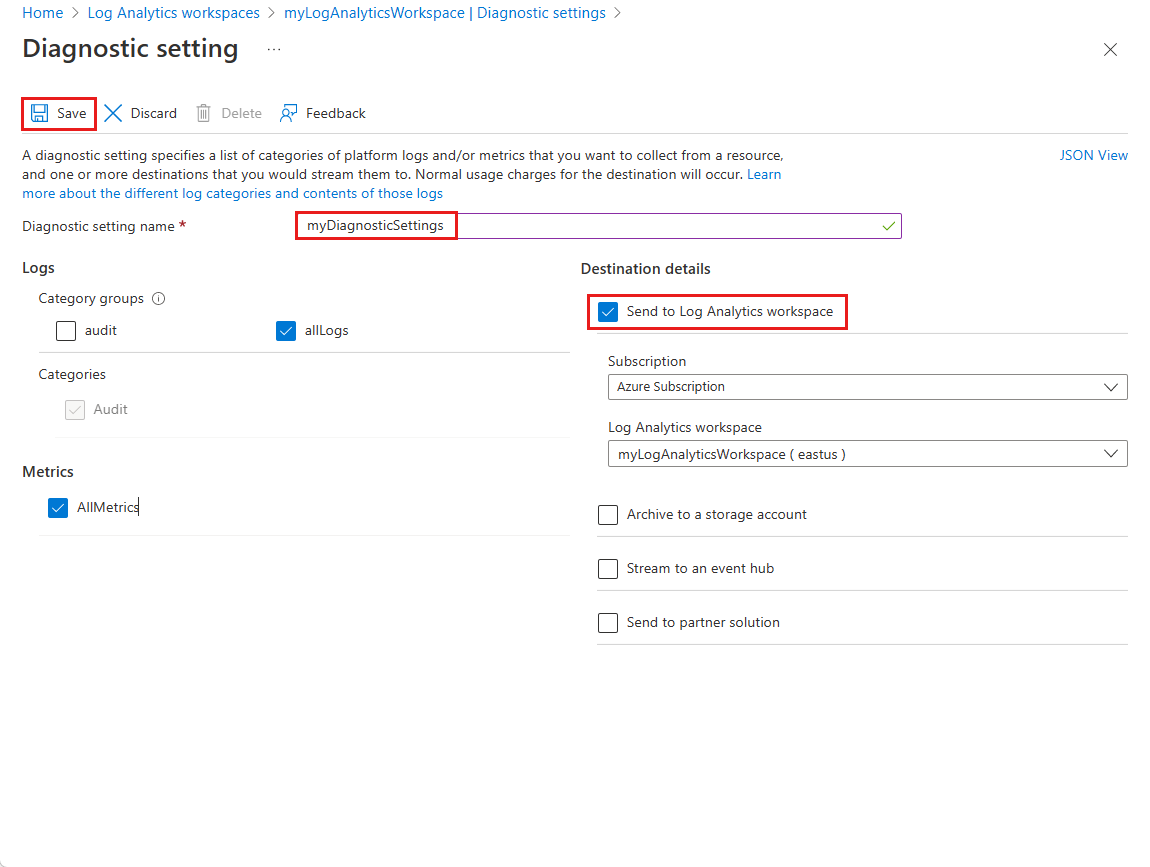 Home > Log Analytics workspaces > myLogAnalyticsWorkspace | Diagnostic settings >
Diagnostic setting ...
Save Discard Delete Feedback
A diagnostic setting specifies a list of categories of platform logs and/or metrics that you want to collect from a resource,
and one or more destinations that you would stream them to. Normal usage charges for the destination will occur. Learn
more about the different log categories and contents of those logs
JSON View
Diagnostic setting name *
myDiagnosticSettings
Logs
Category groups
audit
allLogs
Categories
Audit
Metrics
AllMetrics
Destination details
Send to Log Analytics workspace
Subscription
Azure Subscription
Log Analytics workspace
myLogAnalyticsWorkspace ( eastus )
Archive to a storage account
Stream to an event hub
Send to partner solution